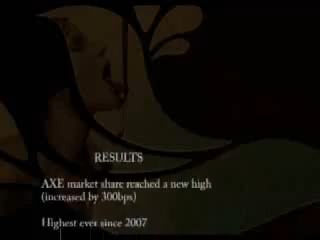 RESULTS
AXE market share reached a new high
(increased by 300bps)
Highest ever since 2007